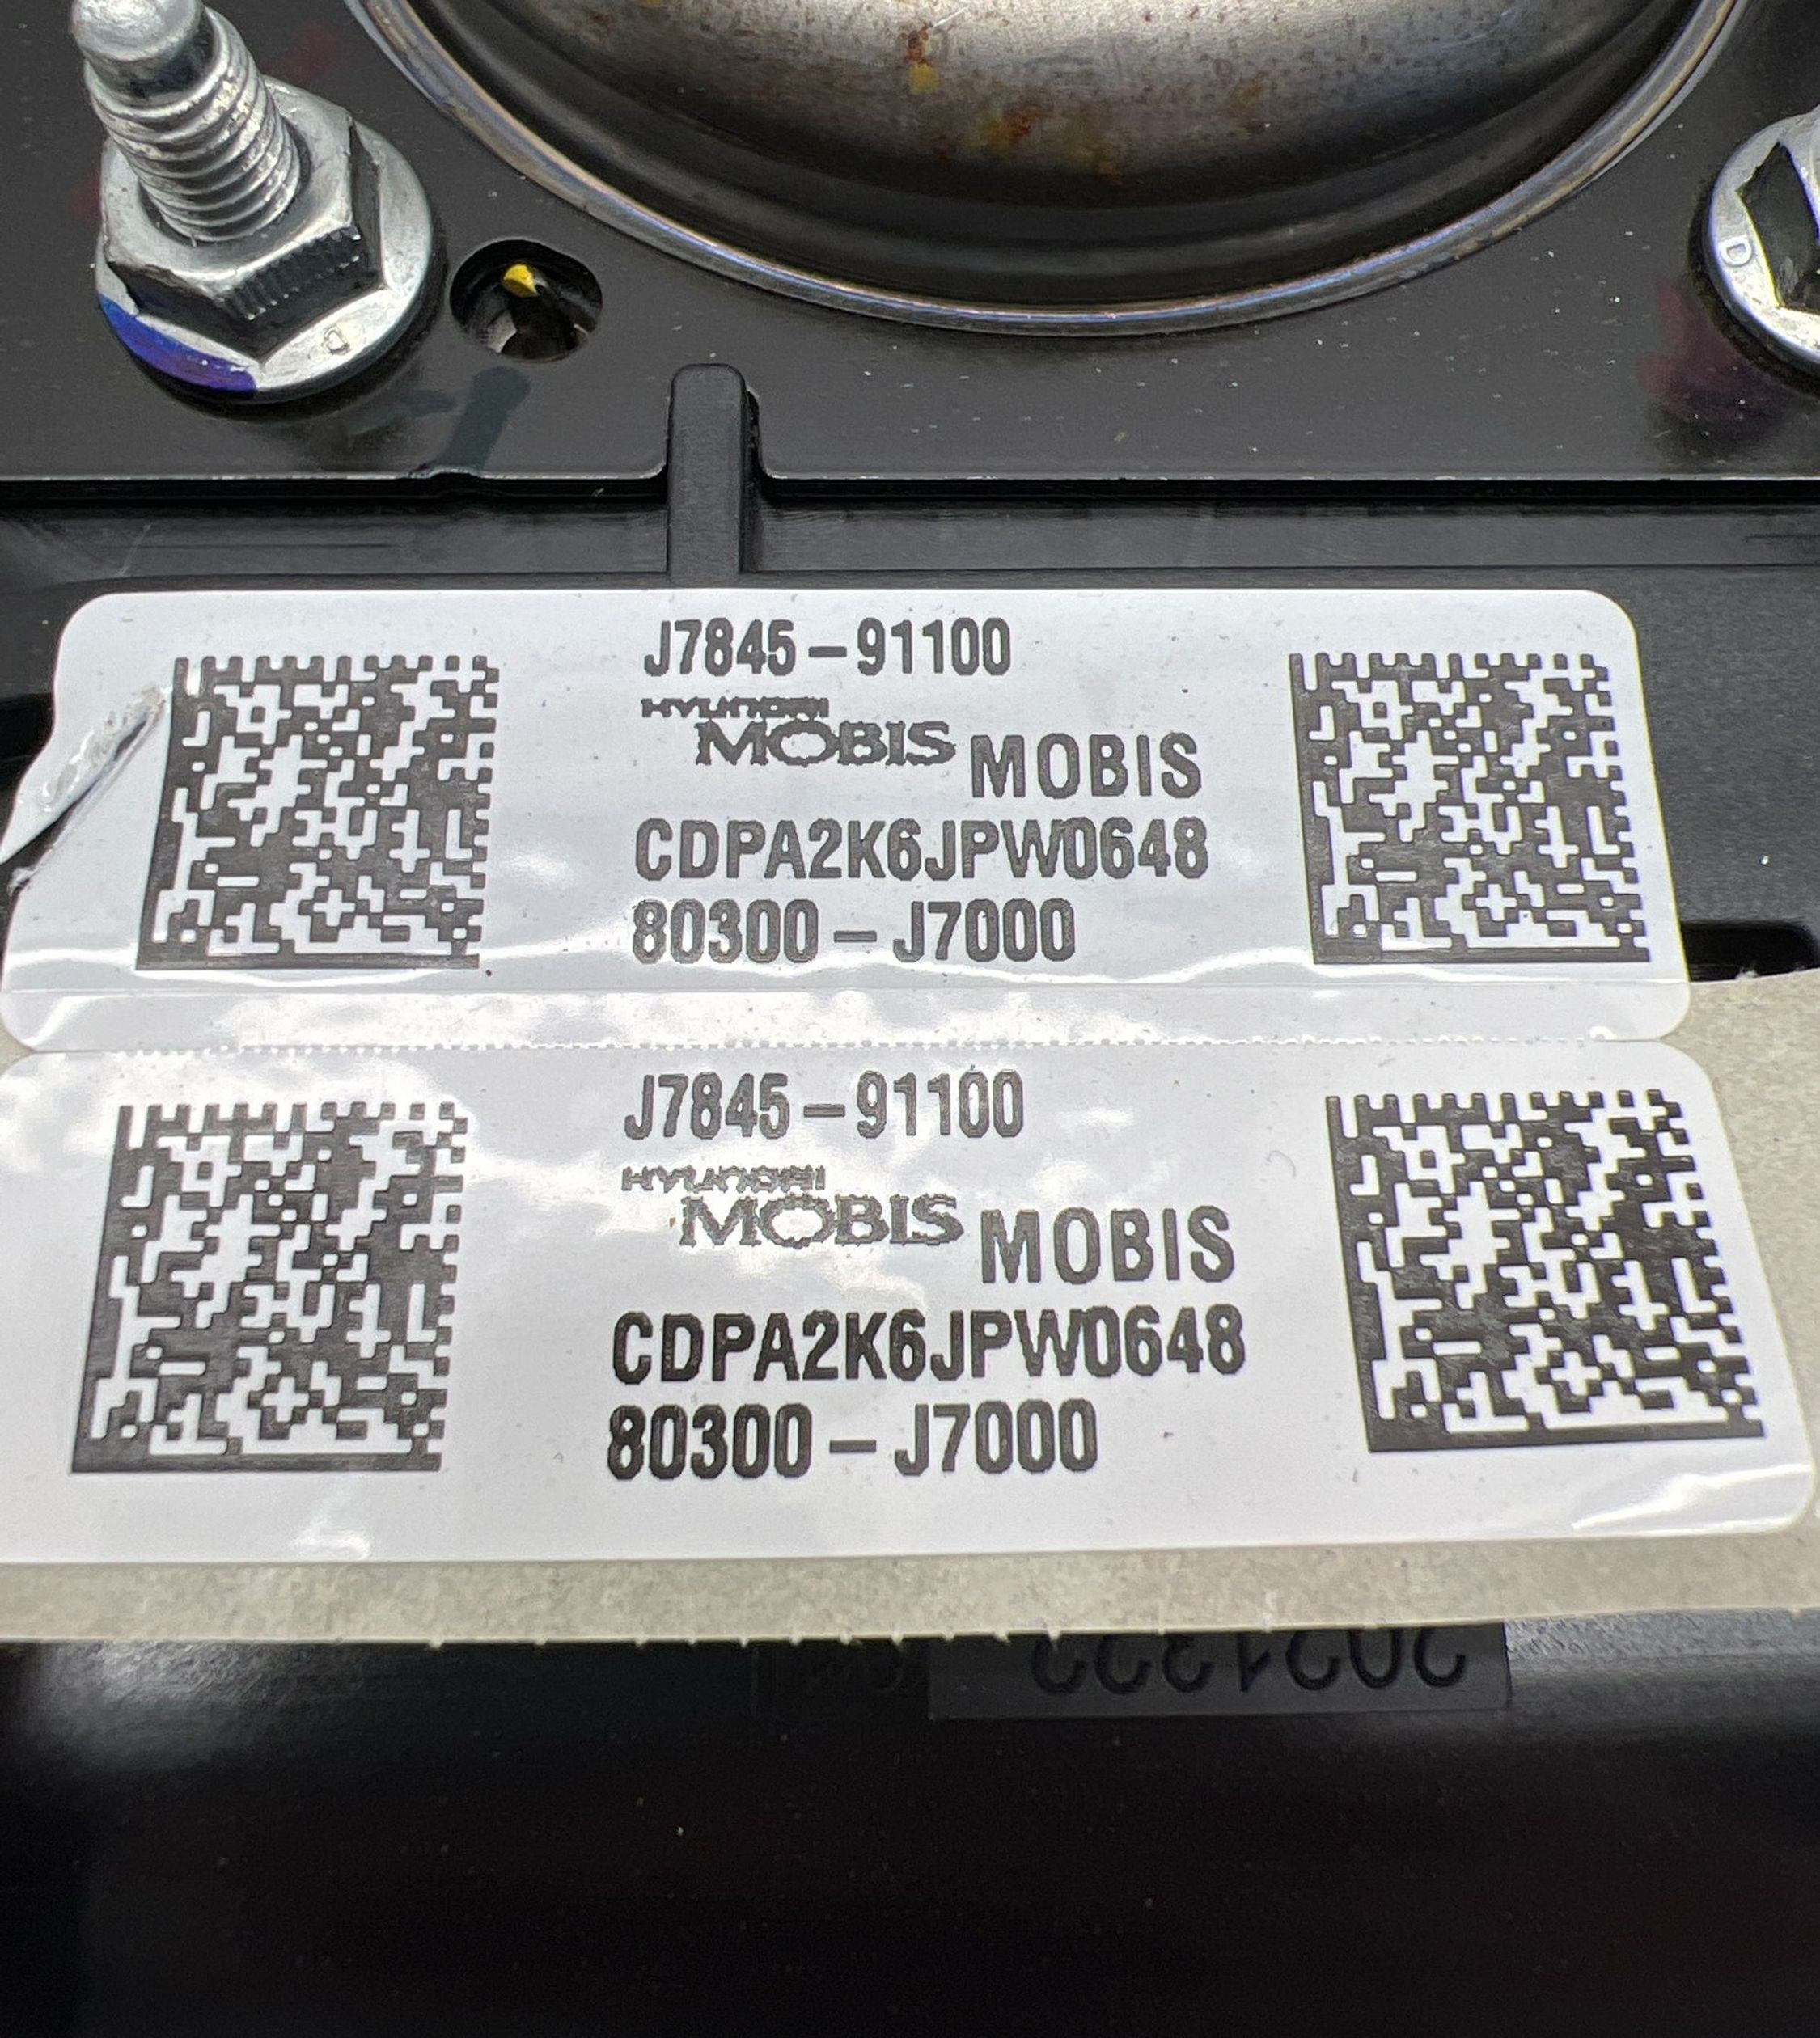 J7845-91100
HYUNDAI
MOBIS MOBIS
CDPA2K6JPW0648
80300-J7000
J7845-91100
HYUNDAI
MOBIS MOBIS
CDPA2K6JPW0648
80300-J7000
D